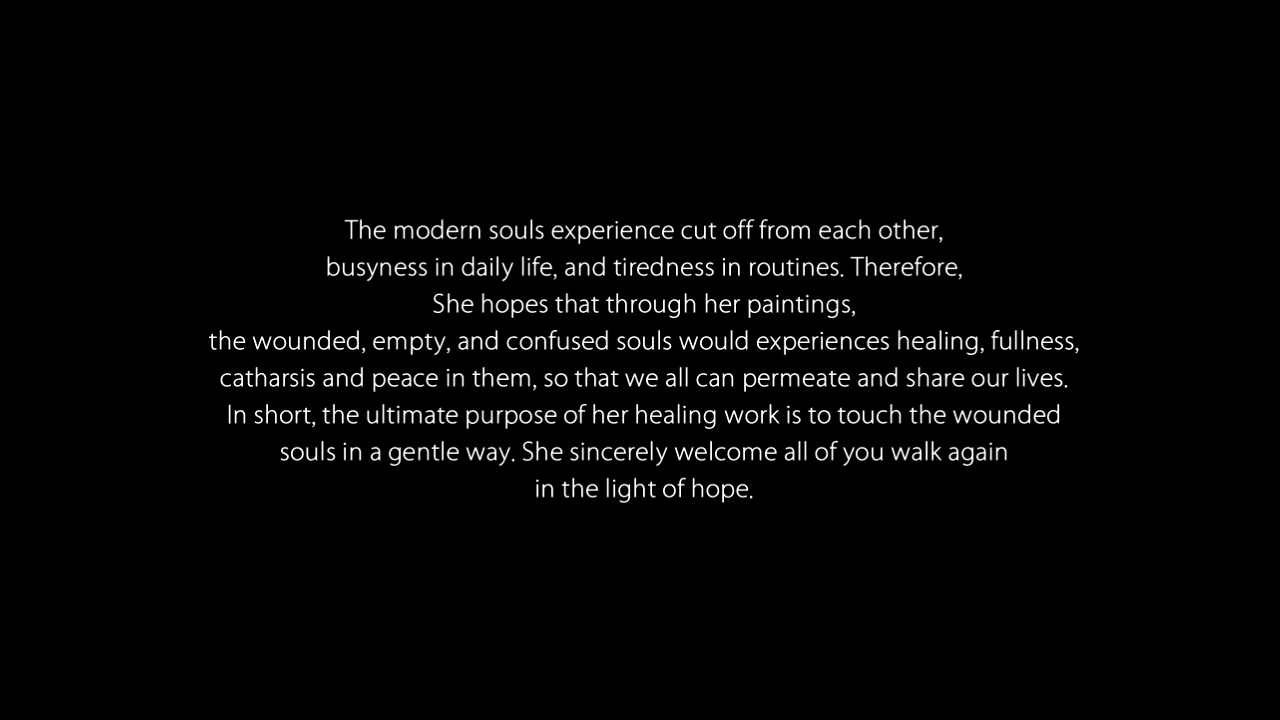 The modern souls experience cut off from each other,
busyness in daily life, and tiredness in routines. Therefore,
She hopes that through her paintings,
the wounded, empty, and confused souls would experiences healing, fullness,
catharsis and peace in them, so that we all can permeate and share our lives.
In short, the ultimate purpose of her healing work is to touch the wounded
souls in a gentle way. She sincerely welcome all of you walk again
in the light of hope.